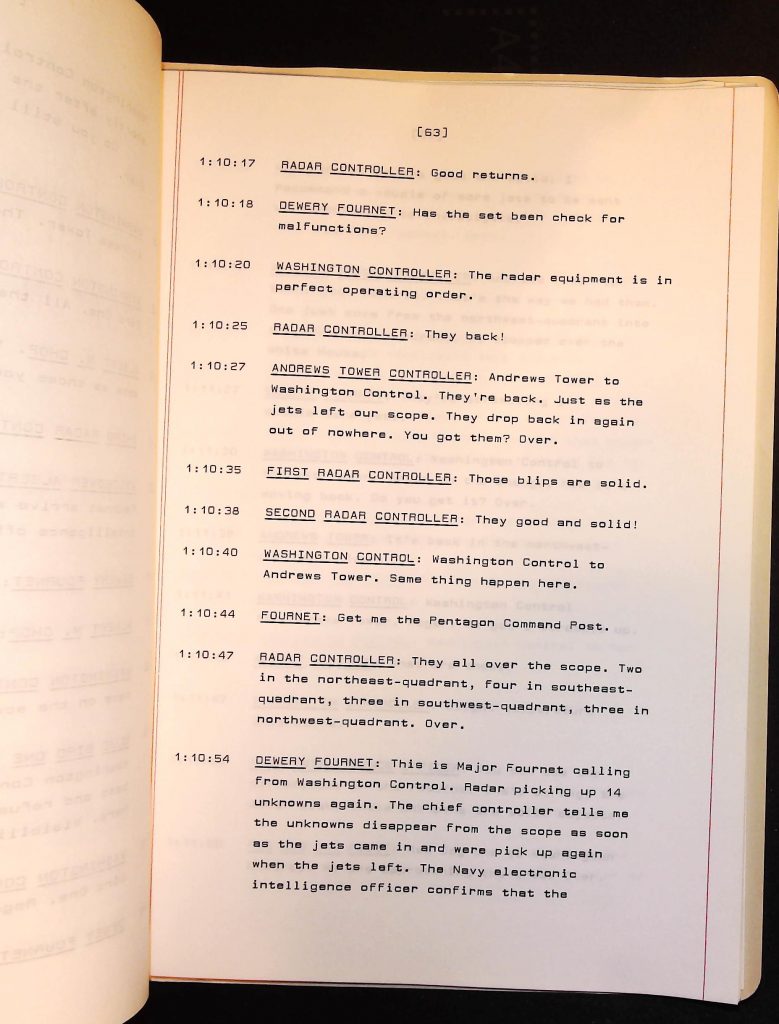 [63]
1:10:17 RADAR CONTROLLER: Good returns.
1:10:18 DEWERY FOURNET: Has the set been check for
malfunctions?
1:10:20 WASHINGTON CONTROLLER: The radar equipment is in
perfect operating order.
1:10:25 RADAR CONTROLLER: They back!
1:10:27 ANDREWS TOWER CONTROLLER: Andrews Tower to
Washington Control. They're back. Just as the
jets left our scope. They drop back in again
out of nowhere. You got them? Over.
1:10:35 FIRST RADAR CONTROLLER: Those blips are solid.
1:10:38 SECOND RADAR CONTROLLER: They good and solid!
1:10:40 WASHINGTON CONTROL: Washington Control to
Andrews Tower. Same thing happen here.
1:10:44 FOURNET: Get me the Pentagon Command Post.
1:10:47 RADAR CONTROLLER: They all over the scope. Two
in the northeast-quadrant, four in southeast-
quadrant, three in southwest-quadrant, three in
northwest-quadrant. Over.
1:10:54 DEWERY FOURNET: This is Major Fournet calling
from Washington Control. Radar picking up 14
unknowns again. The chief controller tells me
the unknowns disappear from the scope as soon
as the jets came in and were pick up again
when the jets left. The Navy electronic
intelligence officer confirms that the